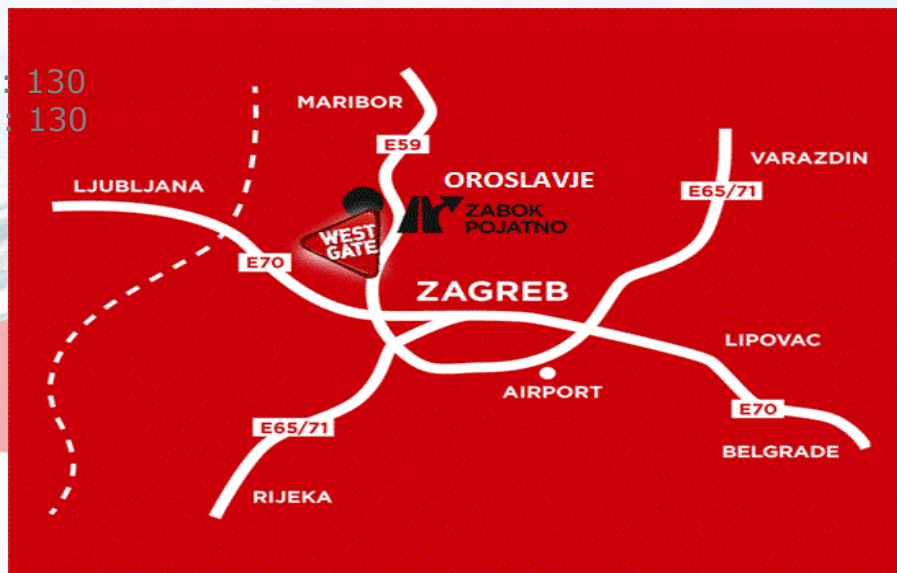 : 130
: 130
MARIBOR
E59
VARAZDIN
OROSLAVJE
LJUBLJANA
E65/71
ZABOK
POJATNO
WEST
GATE
E70
ZAGREB
LIPOVAC
AIRPORT
E70
E65/71
BELGRADE
RIJEKA